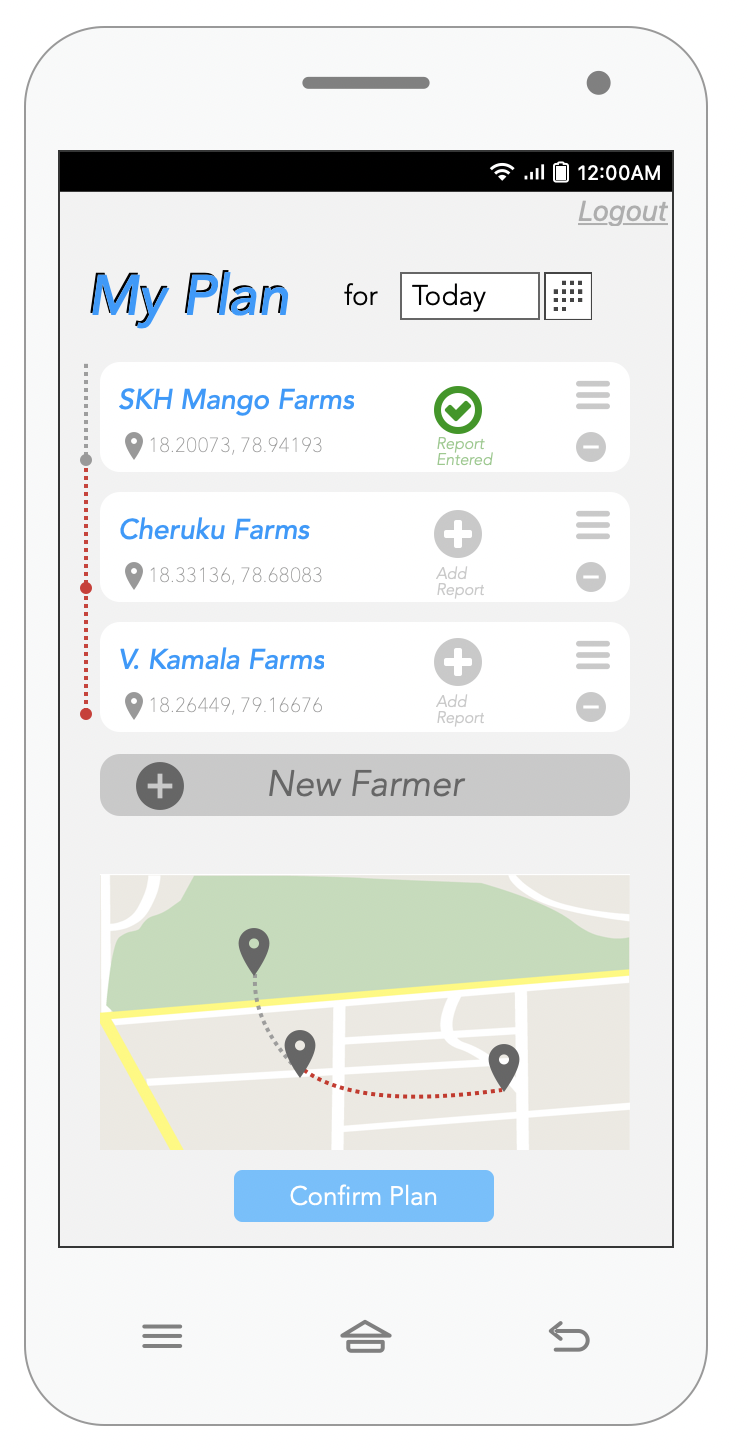 12:00AM
Logout
My Plan for Today
SKH Mango Farms
18.20073, 78.94193
Report
Entered
Cheruku Farms
18.33136, 78.68083
Add
Report
V. Kamala Farms
18.26449, 79.16676
Add
Report
New Farmer
Confirm Plan